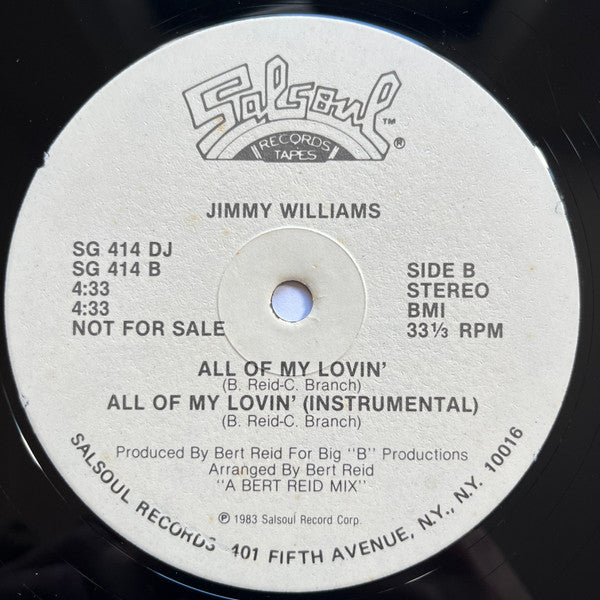 Salsoul ™
RECORDS
TAPES ®
JIMMY WILLIAMS
SG 414 DJ
SG 414 B
4:33
4:33
NOT FOR SALE
SIDE B
STEREO
BMI
33⅓ RPM
ALL OF MY LOVIN'
(B. Reid-C. Branch)
ALL OF MY LOVIN' (INSTRUMENTAL)
(B. Reid-C. Branch)
Produced By Bert Reid For Big "B" Productions
Arranged By Bert Reid
"A BERT REID MIX"
℗ 1983 Salsoul Record Corp.
SALSOUL RECORDS 401 FIFTH AVENUE, N.Y., N.Y. 10016